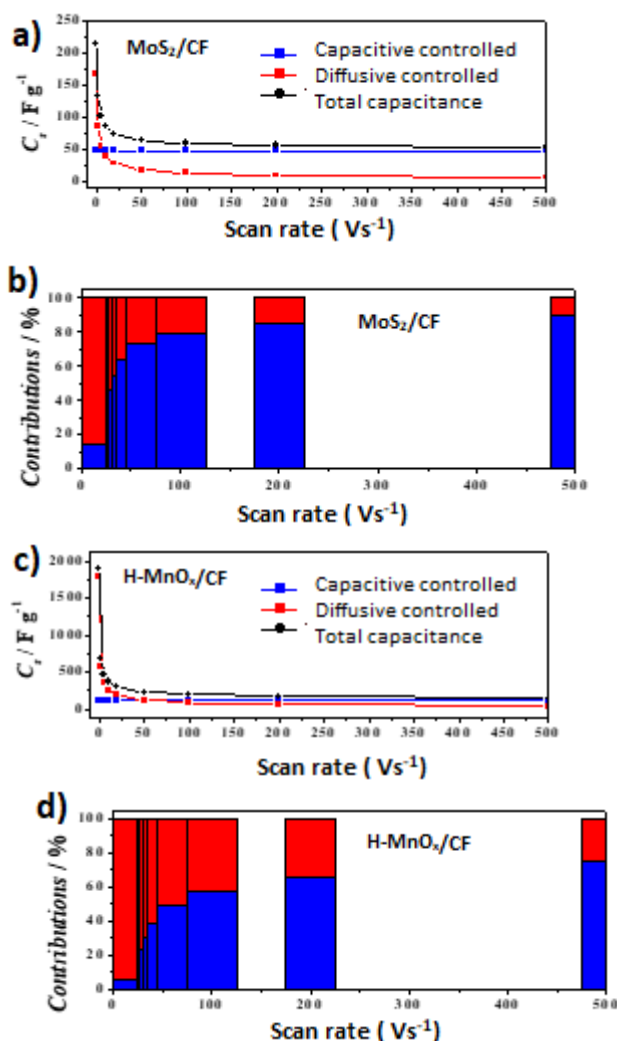 a)
MoS₂/CF
Capacitive controlled
Diffusive controlled
Total capacitance
Cₛ / F g⁻¹
250
200
150
100
50
0
0 50 100 150 200 250 300 350 400 450 500
Scan rate ( Vs⁻¹)
b)
MoS₂/CF
Contributions / %
100
80
60
40
20
0
0 100 200 300 400 500
Scan rate ( Vs⁻¹)
c)
H-MnOₓ/CF
Capacitive controlled
Diffusive controlled
Total capacitance
Cₛ / F g⁻¹
2000
1500
1000
500
0
0 50 100 150 200 250 300 350 400 450 500
Scan rate ( Vs⁻¹)
d)
H-MnOₓ/CF
Contributions / %
100
80
60
40
20
0
0 100 200 300 400 500
Scan rate ( Vs⁻¹)